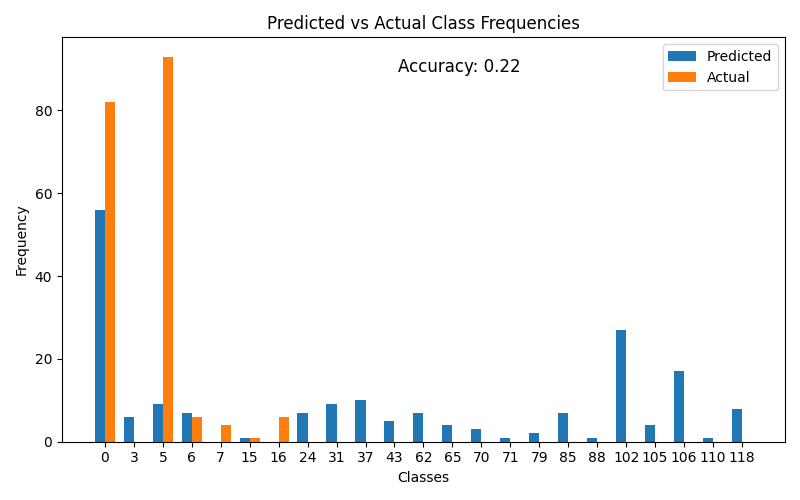 Predicted vs Actual Class Frequencies
Accuracy: 0.22
Predicted
Actual
80
60
40
20
0
Frequency
0 3 5 6 7 15 16 24 31 37 43 62 65 70 71 79 85 88 102 105 106 110 118
Classes